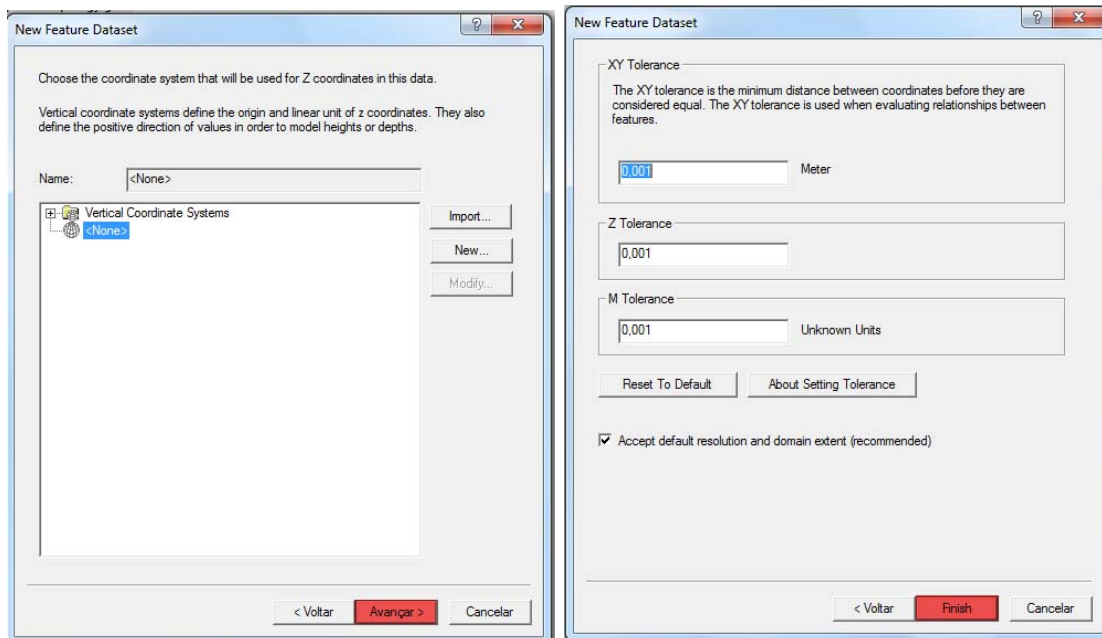 New Feature Dataset
Choose the coordinate system that will be used for Z coordinates in this data.
Vertical coordinate systems define the origin and linear unit of z coordinates. They also
define the positive direction of values in order to model heights or depths.
Name:
<None>
Vertical Coordinate Systems
<None>
Import...
New...
Modify...
< Voltar
Avançar >
Cancelar
New Feature Dataset
XY Tolerance
The XY tolerance is the minimum distance between coordinates before they are
considered equal. The XY tolerance is used when evaluating relationships between
features.
0,001
Meter
Z Tolerance
0,001
M Tolerance
0,001
Unknown Units
Reset To Default
About Setting Tolerance
Accept default resolution and domain extent (recommended)
< Voltar
Finish
Cancelar